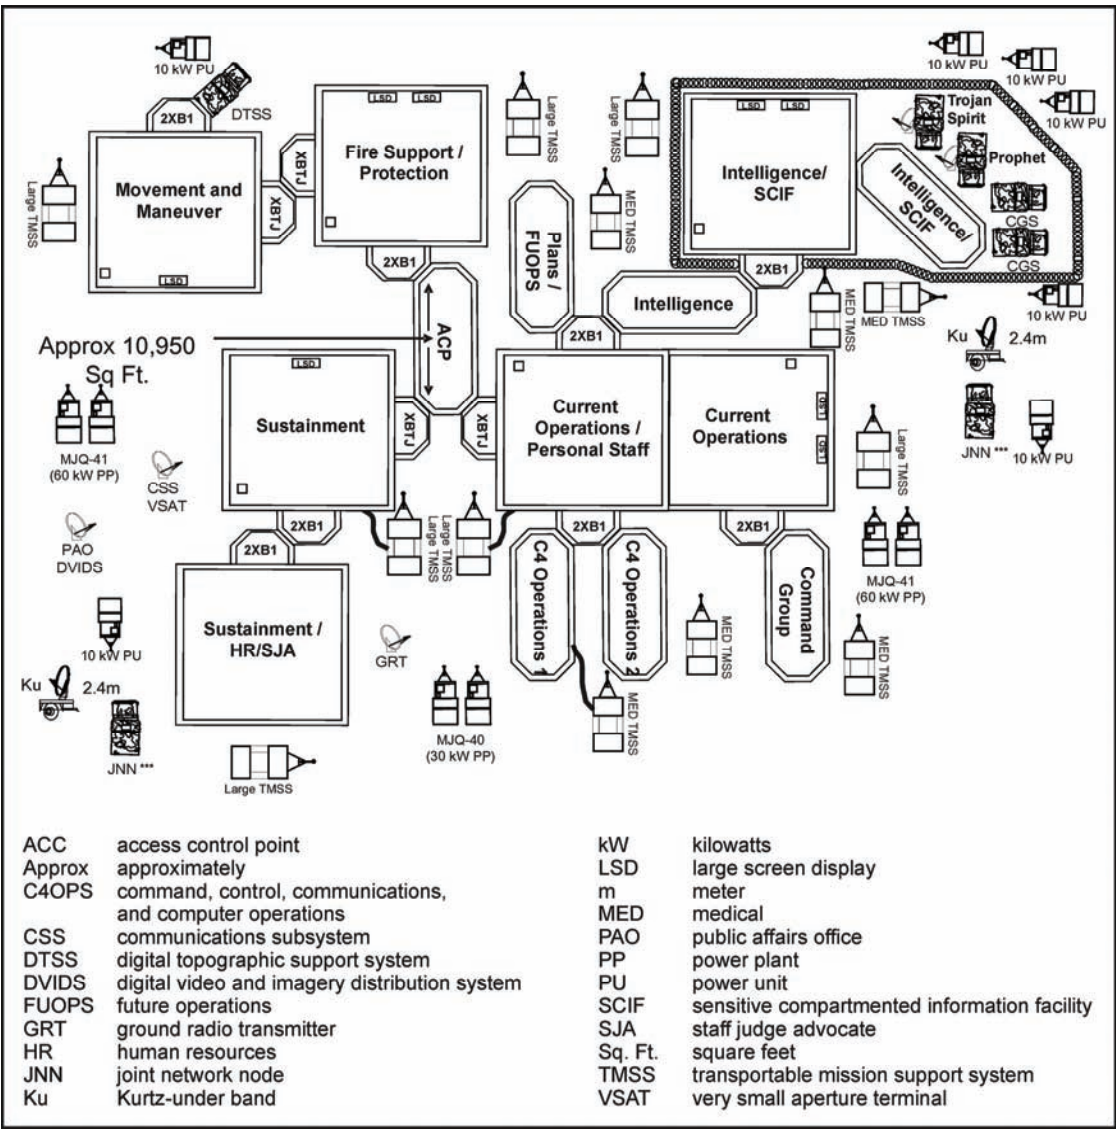 10 kW PU
DTSS
2XB1
Large TMSS
Movement and
Maneuver
LSD
XBTJ
XBTJ
LSD
LSD
Fire Support /
Protection
2XB1
ACP
Approx 10,950
Sq Ft.
Large TMSS
Large TMSS
MED TMSS
Plans /
FUOPS
LSD
LSD
Intelligence/
SCIF
2XB1
Intelligence/
SCIF
Trojan
Spirit
Prophet
CGS
CGS
10 kW PU
10 kW PU
10 kW PU
10 kW PU
Intelligence
2XB1
MED TMSS
MED TMSS
Ku
2.4m
JNN ***
10 kW PU
MJQ-41
(60 kW PP)
CSS
VSAT
PAO
DVIDS
LSD
Sustainment
XBTJ
XBTJ
Current
Operations /
Personal Staff
Current
Operations
LSD
LSD
Large TMSS
MJQ-41
(60 kW PP)
2XB1
2XB1
Large TMSS
Large TMSS
2XB1
2XB1
C4 Operations 1
C4 Operations 2
Command
Group
MED TMSS
MED TMSS
MED TMSS
Sustainment /
HR/SJA
GRT
MJQ-40
(30 kW PP)
10 kW PU
Ku
2.4m
JNN ***
Large TMSS
ACC access control point
Approx approximately
C4OPS command, control, communications,
and computer operations
CSS communications subsystem
DTSS digital topographic support system
DVIDS digital video and imagery distribution system
FUOPS future operations
GRT ground radio transmitter
HR human resources
JNN joint network node
Ku Kurtz-under band
kW kilowatts
LSD large screen display
m meter
MED medical
PAO public affairs office
PP power plant
PU power unit
SCIF sensitive compartmented information facility
SJA staff judge advocate
Sq. Ft. square feet
TMSS transportable mission support system
VSAT very small aperture terminal